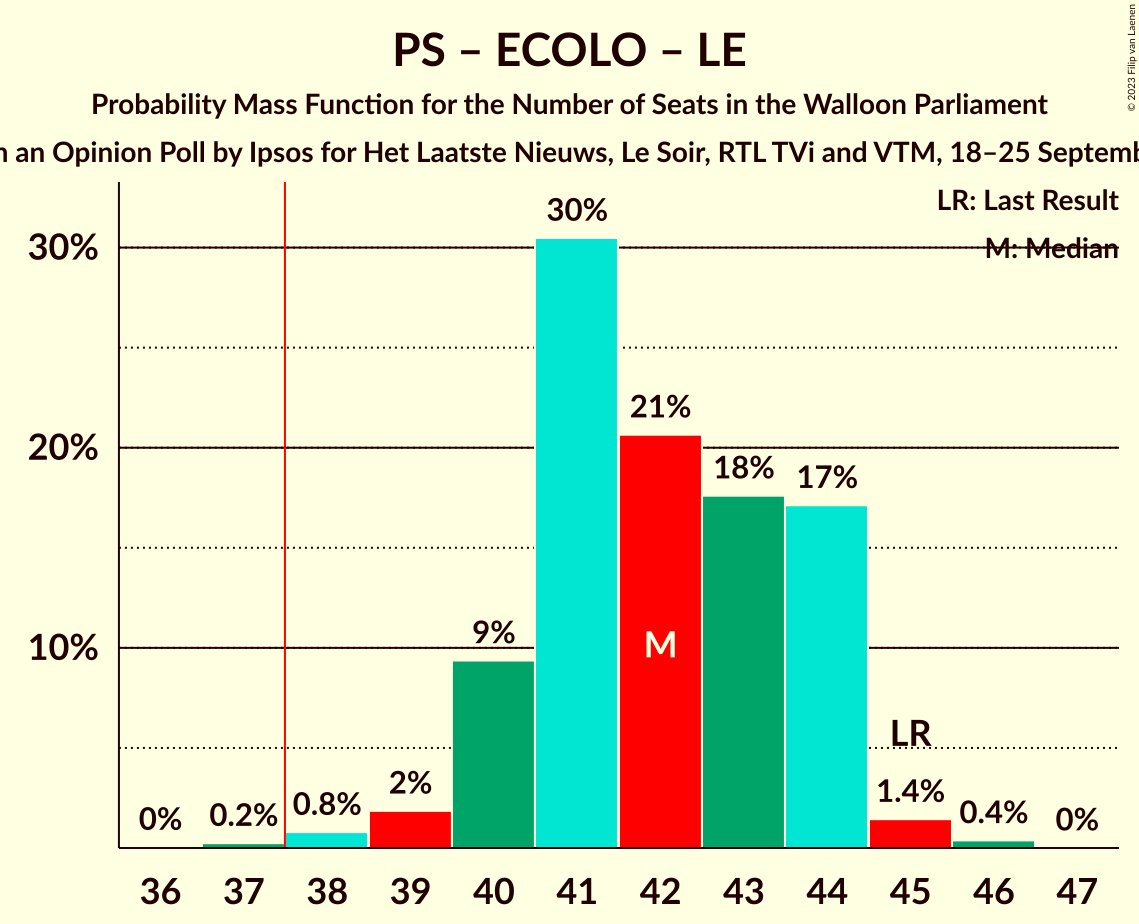 PS – ECOLO – LE
Probability Mass Function for the Number of Seats in the Walloon Parliament
an Opinion Poll by Ipsos for Het Laatste Nieuws, Le Soir, RTL TVi and VTM, 18–25
LR: Last Result
M: Median
30%
20%
10%
0%
0.2%
0.8%
2%
9%
30%
21%
18%
17%
1.4%
0.4%
0%
M
LR
36 37 38 39 40 41 42 43 44 45 46 47
© 2023 Filip van Laenen